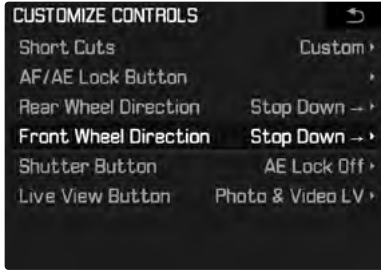 CUSTOMIZE CONTROLS
Short Cuts Custom
AF/AE Lock Button
Rear Wheel Direction Stop Down →
Front Wheel Direction Stop Down →
Shutter Button AE Lock Off
Live View Button Photo & Video LV